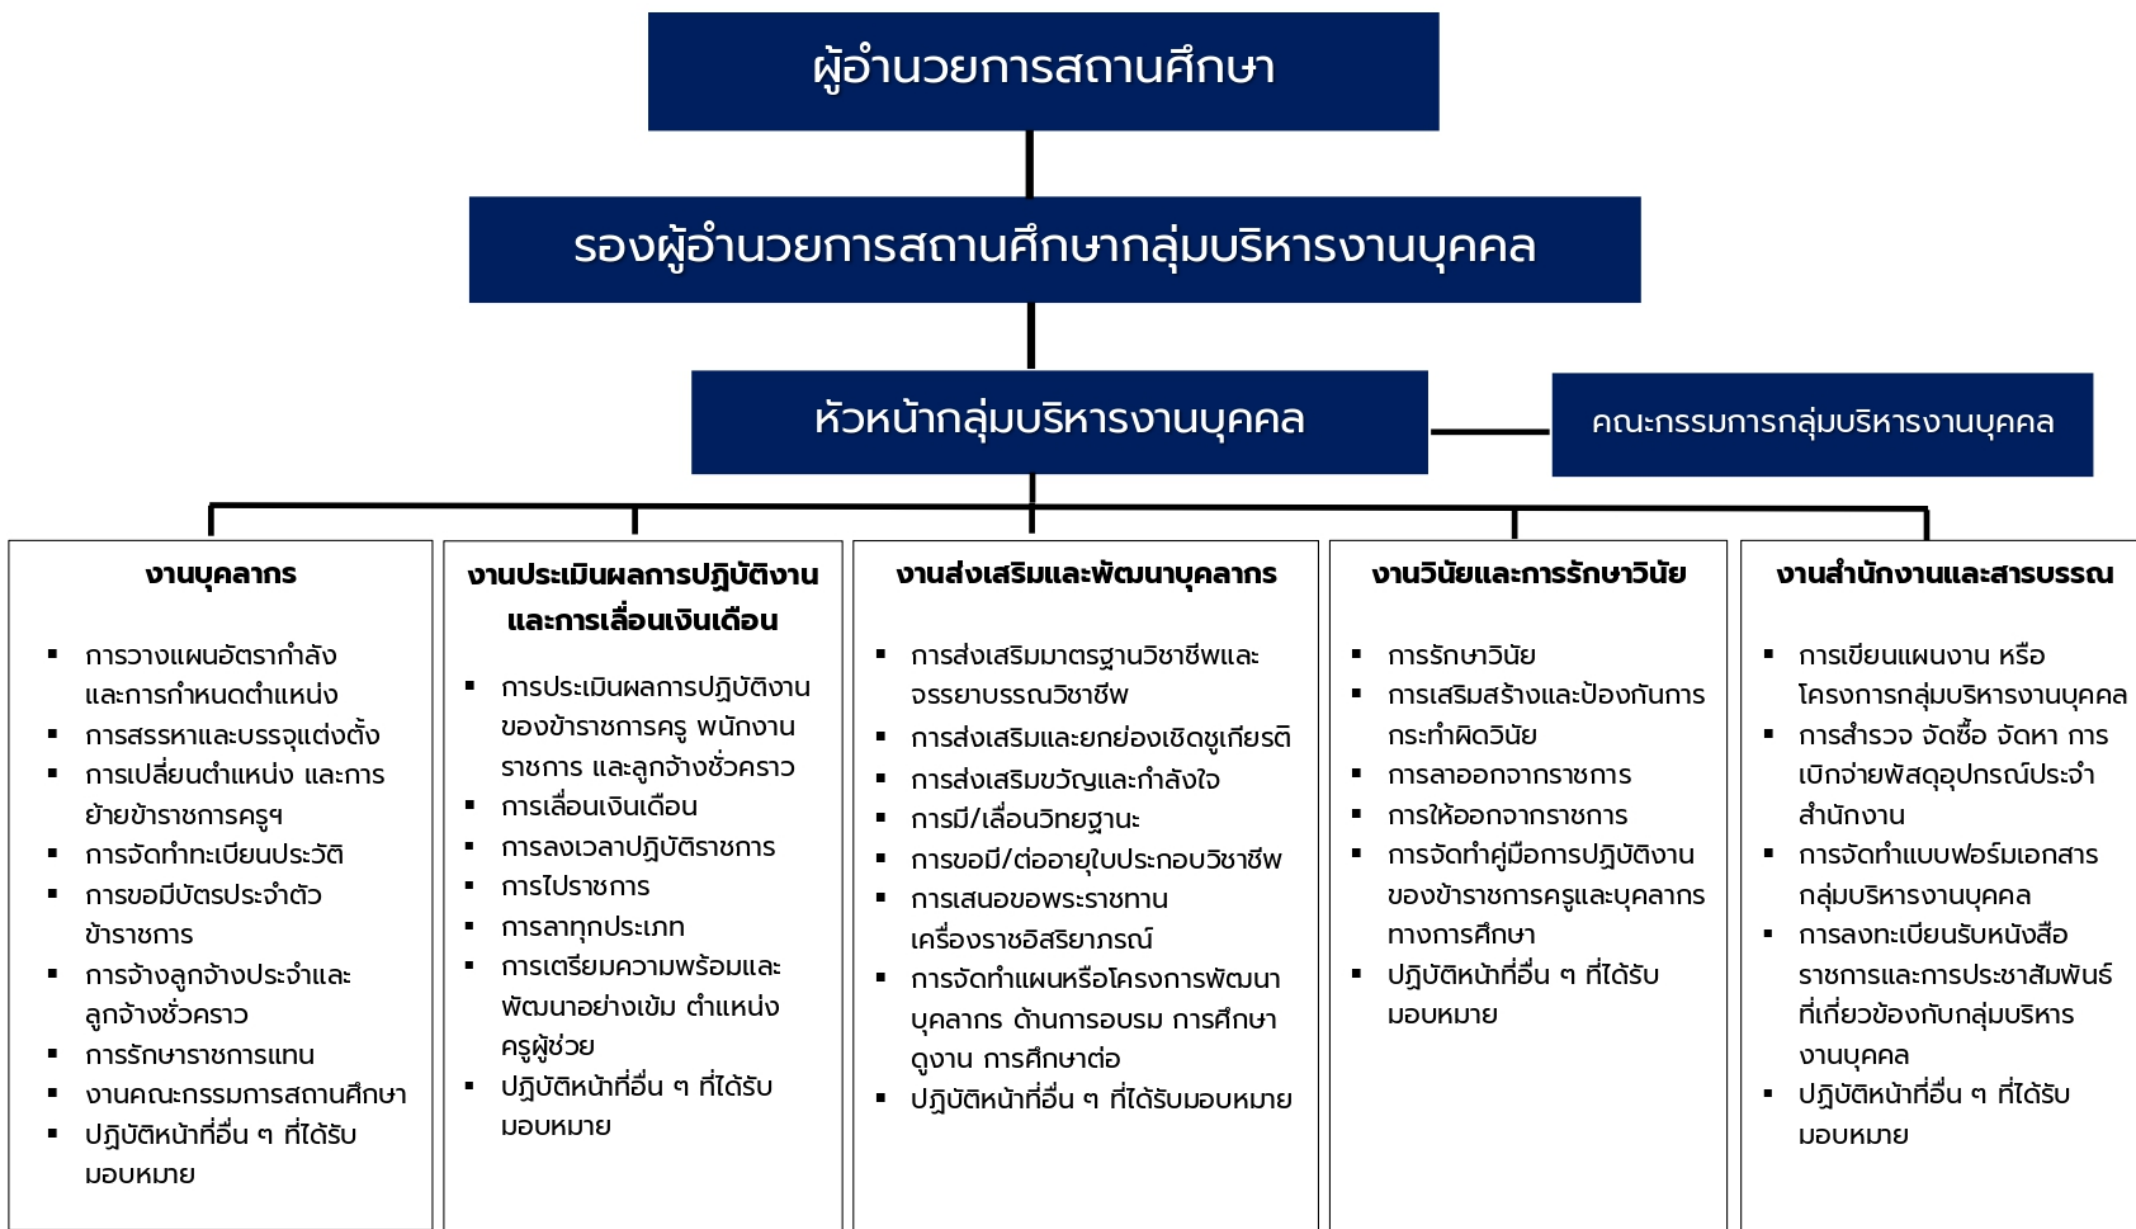 ผู้อำนวยการสถานศึกษา
รองผู้อำนวยการสถานศึกษากลุ่มบริหารงานบุคคล
หัวหน้ากลุ่มบริหารงานบุคคล
คณะกรรมการกลุ่มบริหารงานบุคคล
งานบุคลากร
▪ การวางแผนอัตรากำลัง
และการกำหนดตำแหน่ง
▪ การสรรหาและบรรจุแต่งตั้ง
▪ การเปลี่ยนตำแหน่ง และการ
ย้ายข้าราชการครูฯ
▪ การจัดทำทะเบียนประวัติ
▪ การขอมีบัตรประจำตัว
ข้าราชการ
▪ การจ้างลูกจ้างประจำและ
ลูกจ้างชั่วคราว
▪ การรักษาราชการแทน
▪ งานคณะกรรมการสถานศึกษา
▪ ปฏิบัติหน้าที่อื่น ๆ ที่ได้รับ
มอบหมาย
งานประเมินผลการปฏิบัติงาน
และการเลื่อนเงินเดือน
▪ การประเมินผลการปฏิบัติงาน
ของข้าราชการครู พนักงาน
ราชการ และลูกจ้างชั่วคราว
▪ การเลื่อนเงินเดือน
▪ การลงเวลาปฏิบัติราชการ
▪ การไปราชการ
▪ การลาทุกประเภท
▪ การเตรียมความพร้อมและ
พัฒนาอย่างเข้ม ตำแหน่ง
ครูผู้ช่วย
▪ ปฏิบัติหน้าที่อื่น ๆ ที่ได้รับ
มอบหมาย
งานส่งเสริมและพัฒนาบุคลากร
▪ การส่งเสริมมาตรฐานวิชาชีพและ
จรรยาบรรณวิชาชีพ
▪ การส่งเสริมและยกย่องเชิดชูเกียรติ
▪ การส่งเสริมขวัญและกำลังใจ
▪ การมี/เลื่อนวิทยฐานะ
▪ การขอมี/ต่ออายุใบประกอบวิชาชีพ
▪ การเสนอขอพระราชทาน
เครื่องราชอิสริยาภรณ์
▪ การจัดทำแผนหรือโครงการพัฒนา
บุคลากร ด้านการอบรม การศึกษา
ดูงาน การศึกษาต่อ
▪ ปฏิบัติหน้าที่อื่น ๆ ที่ได้รับมอบหมาย
งานวินัยและการรักษาวินัย
▪ การรักษาวินัย
▪ การเสริมสร้างและป้องกันการ
กระทำผิดวินัย
▪ การลาออกจากราชการ
▪ การให้ออกจากราชการ
▪ การจัดทำคู่มือการปฏิบัติงาน
ของข้าราชการครูและบุคลากร
ทางการศึกษา
▪ ปฏิบัติหน้าที่อื่น ๆ ที่ได้รับ
มอบหมาย
งานสำนักงานและสารบรรณ
▪ การเขียนแผนงาน หรือ
โครงการกลุ่มบริหารงานบุคคล
▪ การสำรวจ จัดซื้อ จัดหา การ
เบิกจ่ายพัสดุอุปกรณ์ประจำ
สำนักงาน
▪ การจัดทำแบบฟอร์มเอกสาร
กลุ่มบริหารงานบุคคล
▪ การลงทะเบียนรับหนังสือ
ราชการและการประชาสัมพันธ์
ที่เกี่ยวข้องกับกลุ่มบริหาร
งานบุคคล
▪ ปฏิบัติหน้าที่อื่น ๆ ที่ได้รับ
มอบหมาย